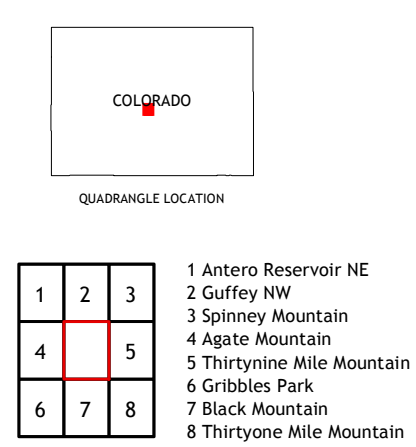 COLORADO
QUADRANGLE LOCATION
1 2 3
4 5
6 7 8
1 Antero Reservoir NE
2 Guffey NW
3 Spinney Mountain
4 Agate Mountain
5 Thirtynine Mile Mountain
6 Gribbles Park
7 Black Mountain
8 Thirtyone Mile Mountain